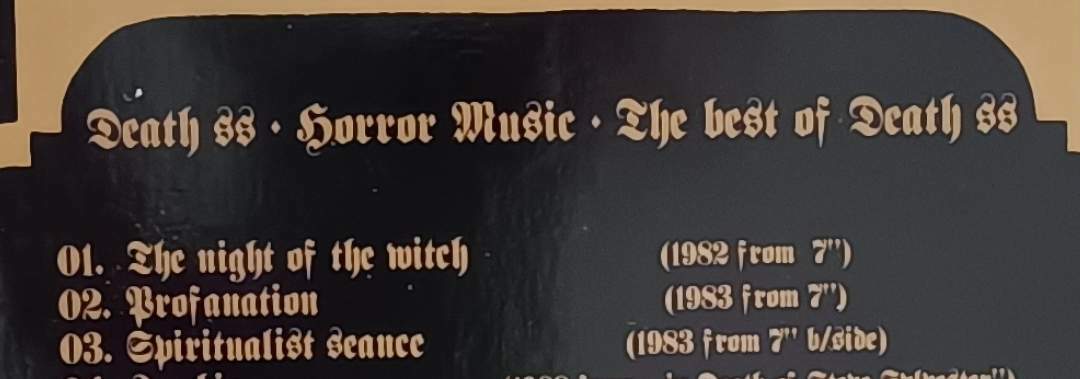 Death ss · Horror Music · The best of Death ss
01. The night of the witch (1982 from 7")
02. Profanation (1983 from 7")
03. Spiritualist seance (1983 from 7" b/side)